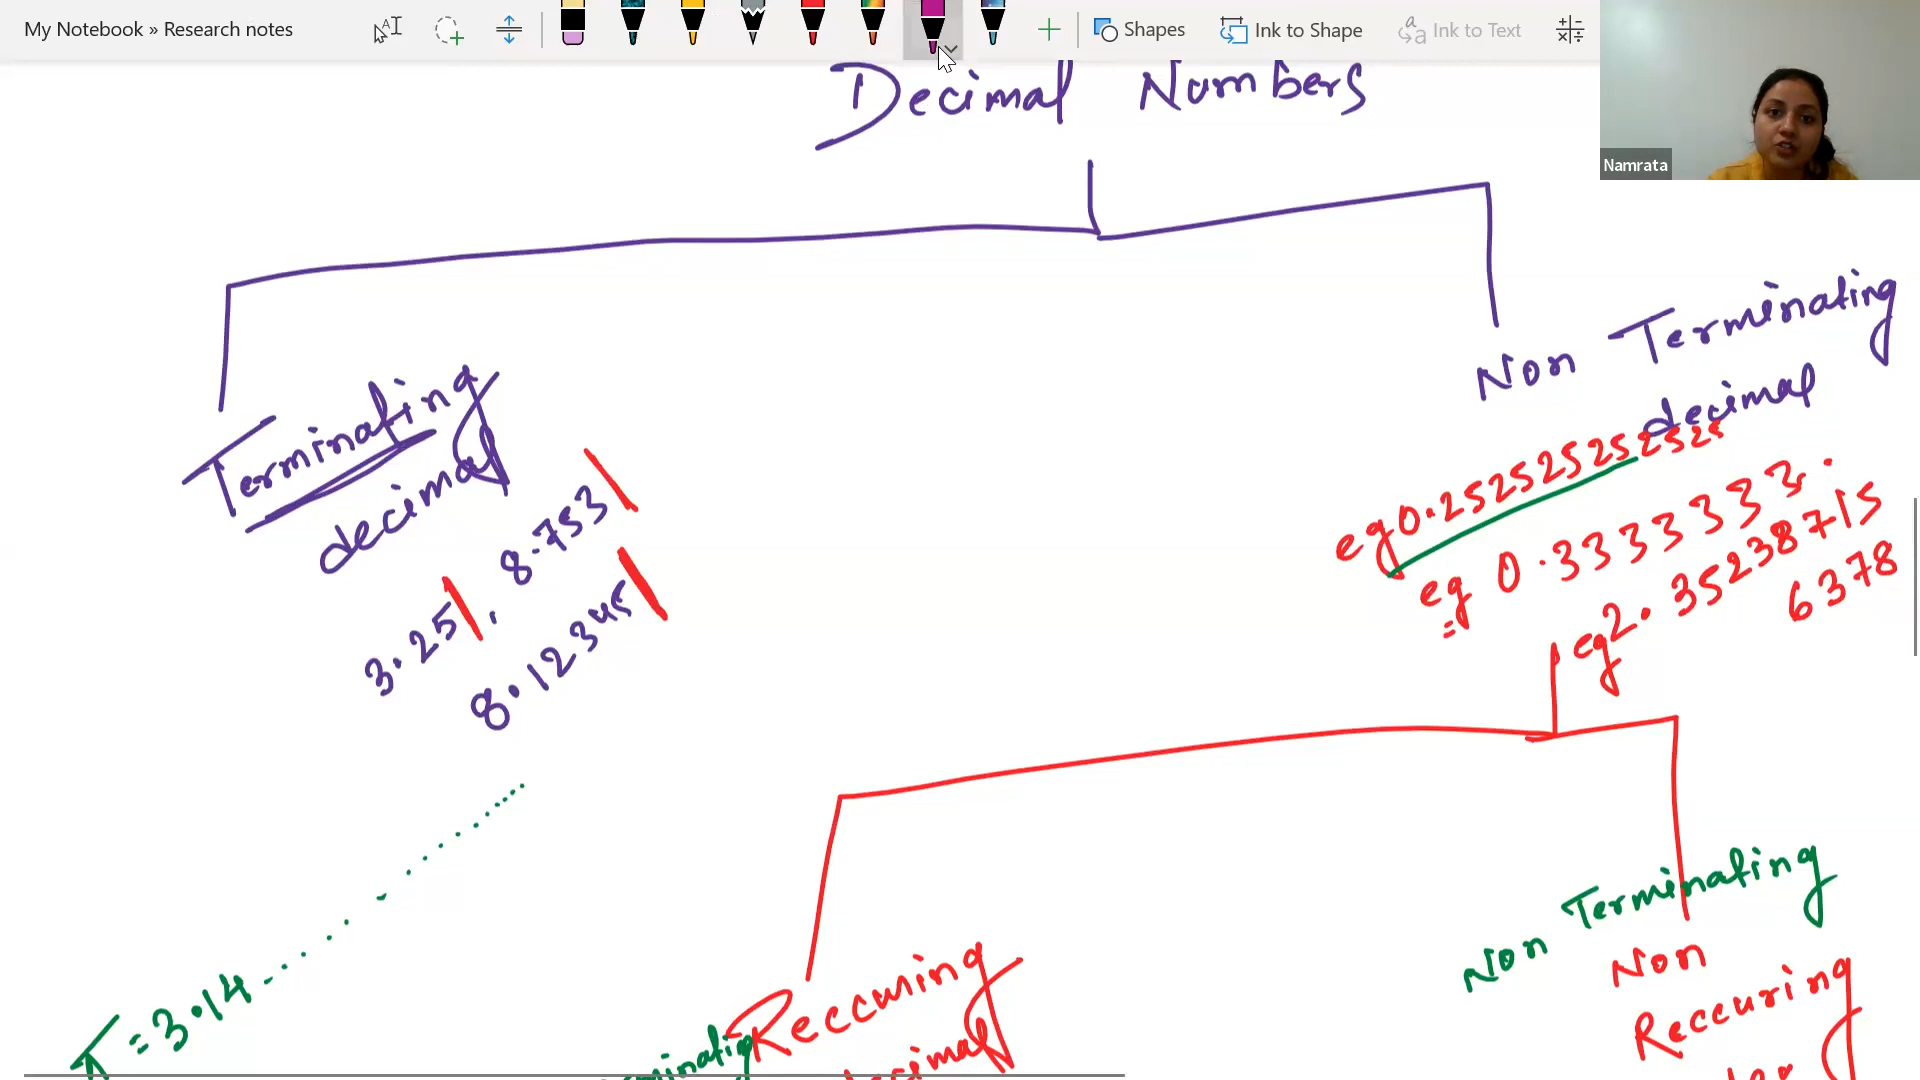 My Notebook » Research notes
Shapes
Ink to Shape
Ink to Text
Namrata
Decimal Numbers
Terminating
decimal
3.25, 8.753
8.12345
Non Terminating
decimal
eg 0.252525252525
eg 0.333333..
eg 2.35238715
6378
π = 3.14
Reccuring
decimal
Non Terminating
Non
Reccuring